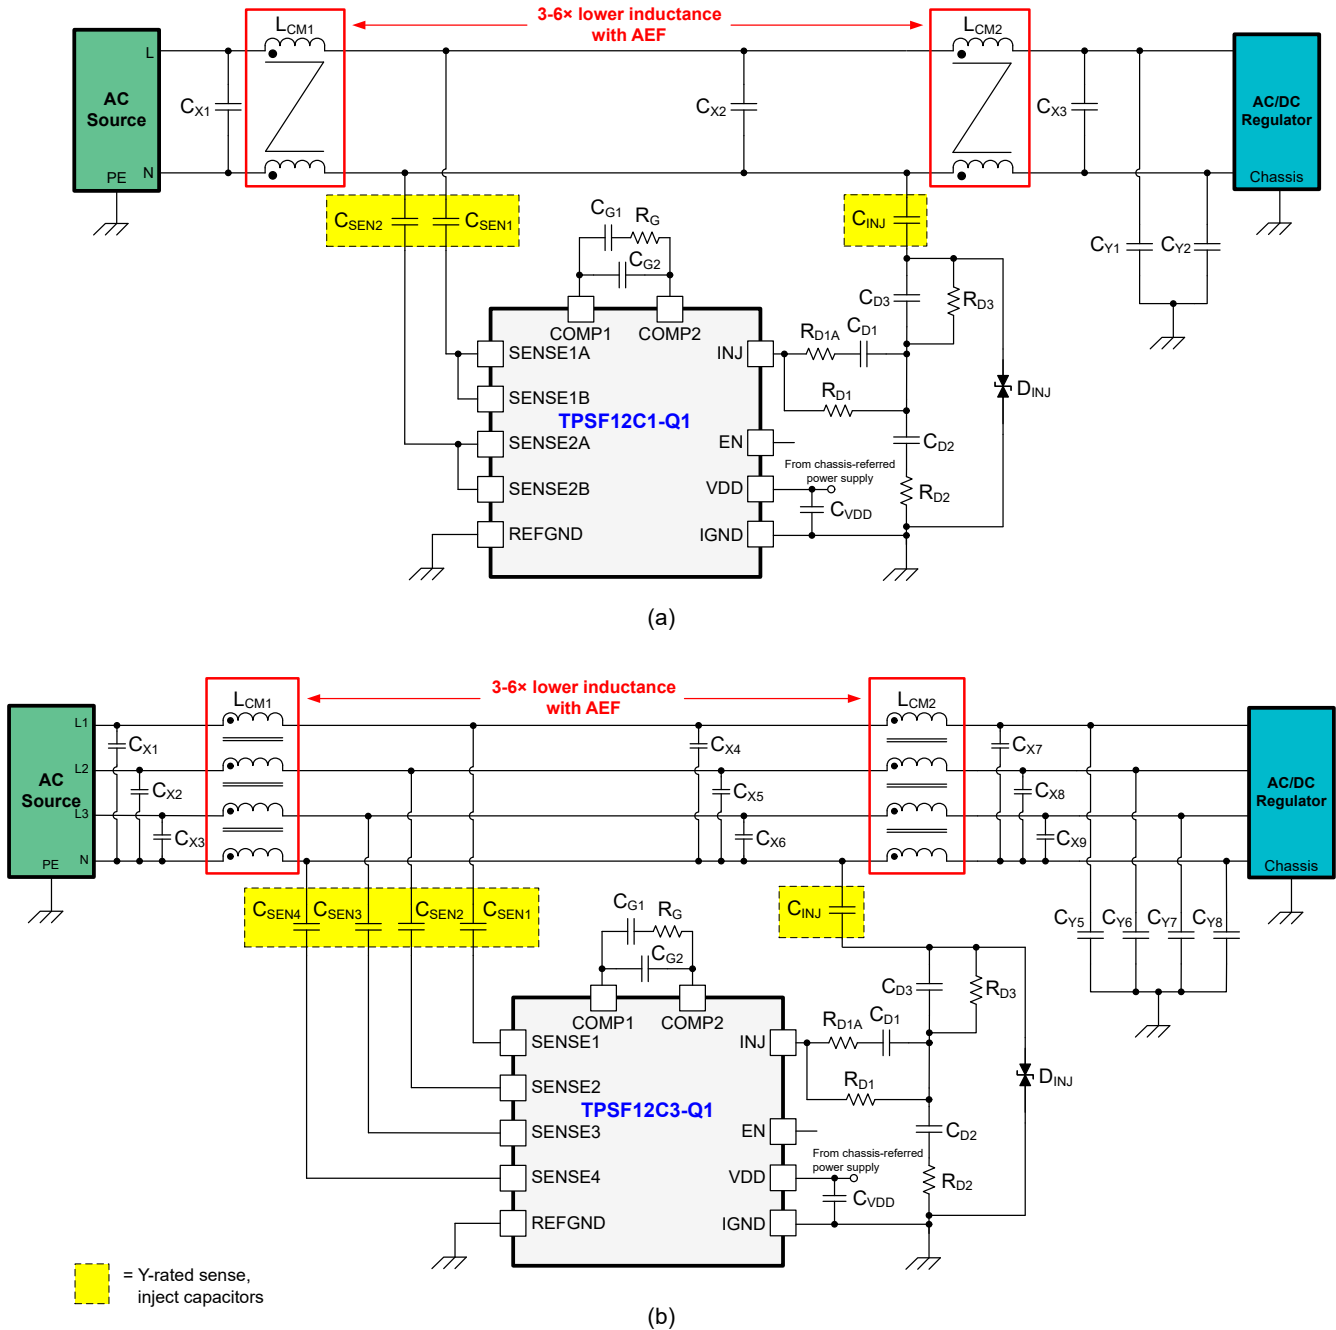 3-6× lower inductance
with AEF
LCM1
LCM2
L
AC
Source
CX1
CX2
CX3
AC/DC
Regulator
PE
N
Chassis
CSEN2
CSEN1
CG1
RG
CG2
CINJ
CY1
CY2
COMP1
COMP2
CD3
RD3
SENSE1A
INJ
RD1A
CD1
SENSE1B
RD1
DINJ
TPSF12C1-Q1
SENSE2A
EN
CD2
From chassis-referred
power supply
SENSE2B
VDD
RD2
CVDD
REFGND
IGND
(a)
3-6× lower inductance
with AEF
LCM1
LCM2
L1
CX1
CX4
CX7
L2
AC
Source
CX2
CX5
CX8
AC/DC
Regulator
L3
CX3
CX6
CX9
PE
N
Chassis
CSEN4
CSEN3
CSEN2
CSEN1
CG1
RG
CG2
CINJ
CY5
CY6
CY7
CY8
COMP1
COMP2
CD3
RD3
SENSE1
INJ
RD1A
CD1
SENSE2
RD1
DINJ
TPSF12C3-Q1
SENSE3
EN
CD2
From chassis-referred
power supply
SENSE4
VDD
RD2
CVDD
REFGND
IGND
= Y-rated sense,
inject capacitors
(b)